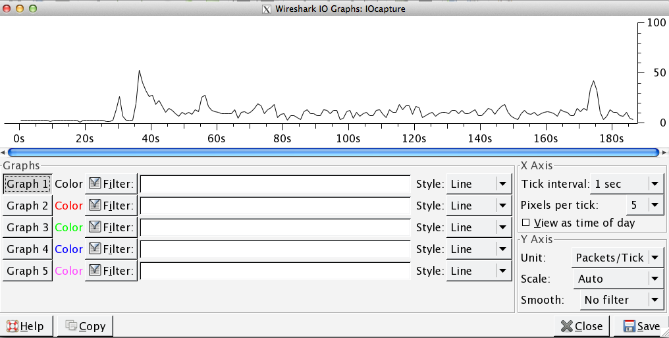 Wireshark IO Graphs: IOcapture
100
50
0
0s 20s 40s 60s 80s 100s 120s 140s 160s 180s
Graphs
Graph 1 Color Filter: Style: Line
Graph 2 Color Filter: Style: Line
Graph 3 Color Filter: Style: Line
Graph 4 Color Filter: Style: Line
Graph 5 Color Filter: Style: Line
X Axis
Tick interval: 1 sec
Pixels per tick: 5
View as time of day
Y Axis
Unit: Packets/Tick
Scale: Auto
Smooth: No filter
Help Copy Close Save